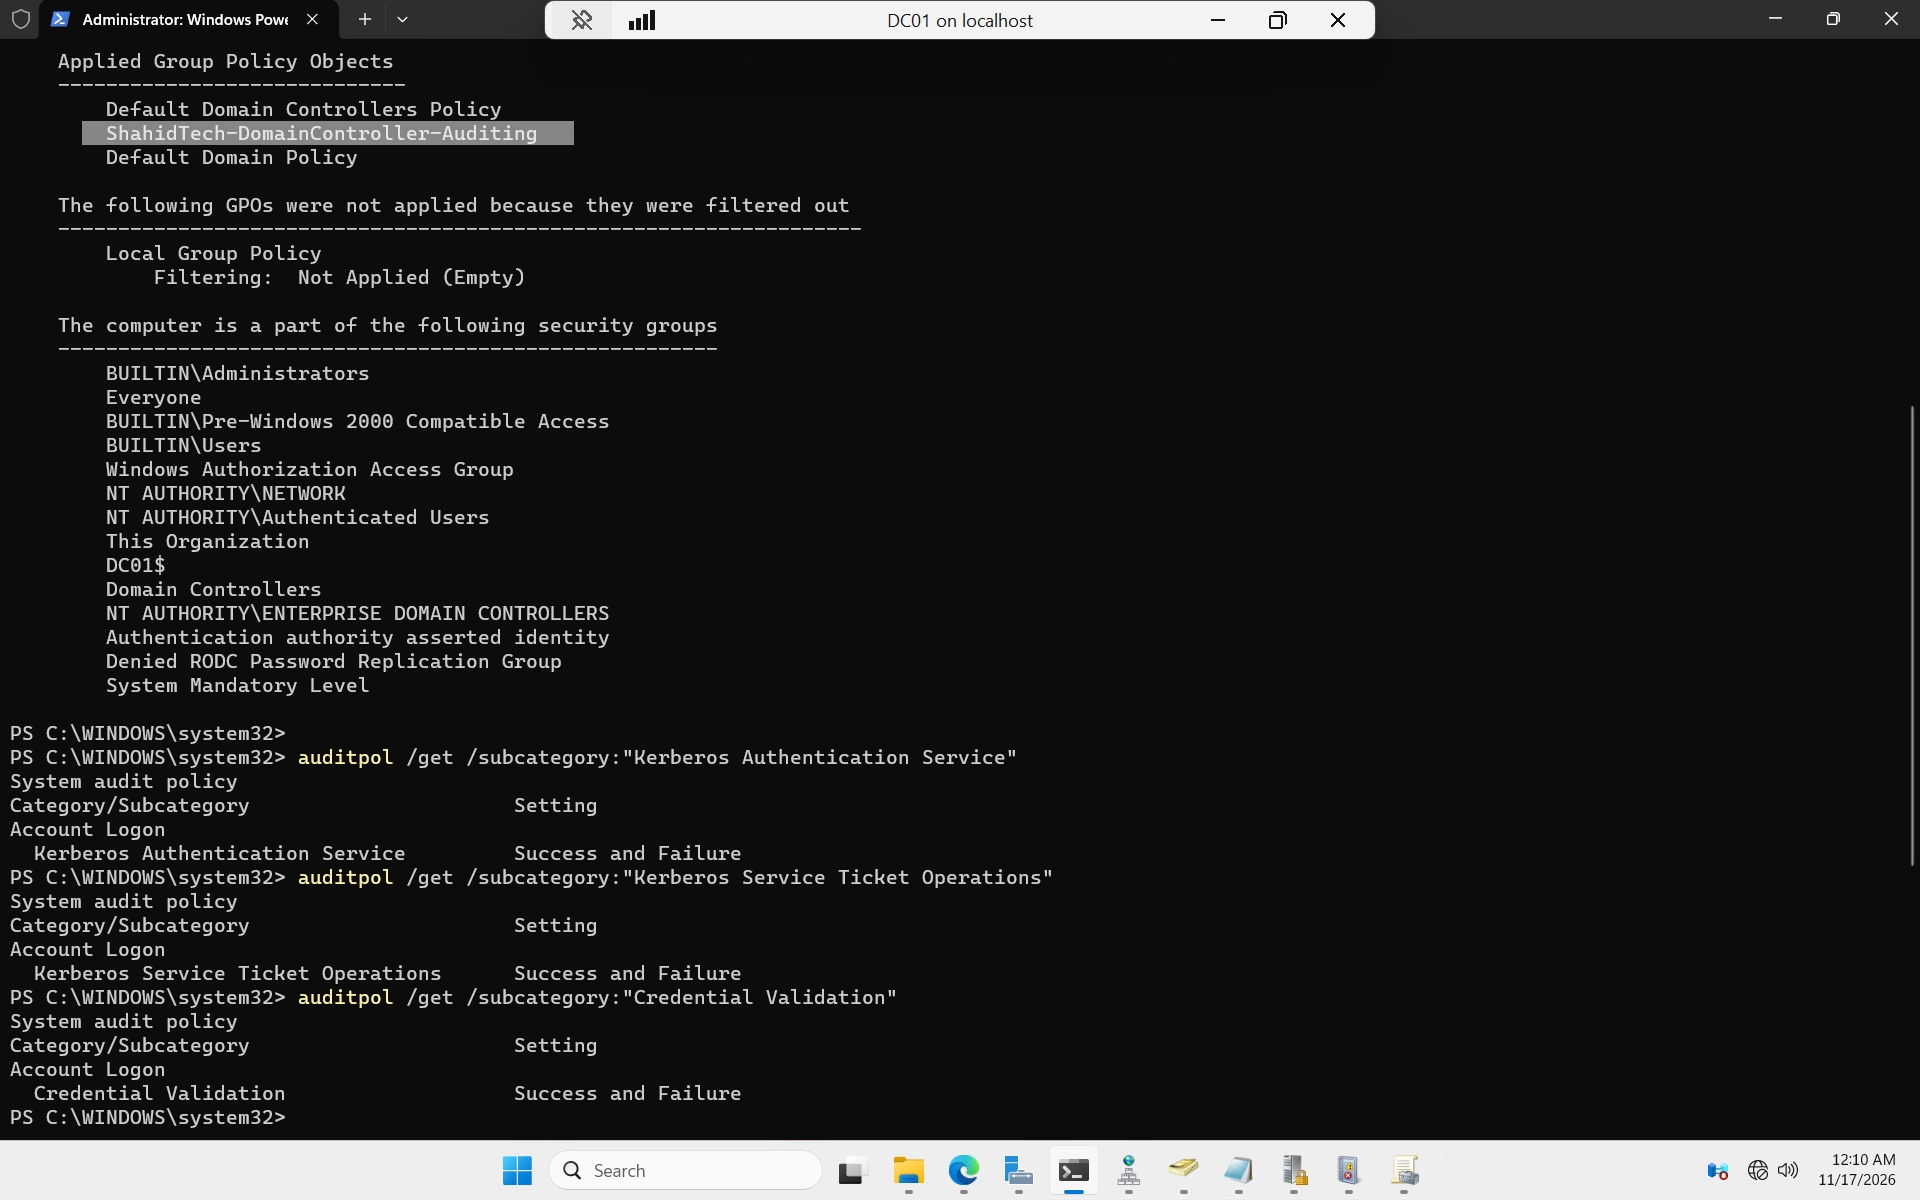 Administrator: Windows Powe
DC01 on localhost
Applied Group Policy Objects
-----------------------------
Default Domain Controllers Policy
ShahidTech-DomainController-Auditing
Default Domain Policy
The following GPOs were not applied because they were filtered out
-------------------------------------------------------------------
Local Group Policy
Filtering:  Not Applied (Empty)
The computer is a part of the following security groups
-------------------------------------------------------
BUILTIN\Administrators
Everyone
BUILTIN\Pre-Windows 2000 Compatible Access
BUILTIN\Users
Windows Authorization Access Group
NT AUTHORITY\NETWORK
NT AUTHORITY\Authenticated Users
This Organization
DC01$
Domain Controllers
NT AUTHORITY\ENTERPRISE DOMAIN CONTROLLERS
Authentication authority asserted identity
Denied RODC Password Replication Group
System Mandatory Level
PS C:\WINDOWS\system32>
PS C:\WINDOWS\system32> auditpol /get /subcategory:"Kerberos Authentication Service"
System audit policy
Category/Subcategory                      Setting
Account Logon
  Kerberos Authentication Service         Success and Failure
PS C:\WINDOWS\system32> auditpol /get /subcategory:"Kerberos Service Ticket Operations"
System audit policy
Category/Subcategory                      Setting
Account Logon
  Kerberos Service Ticket Operations      Success and Failure
PS C:\WINDOWS\system32> auditpol /get /subcategory:"Credential Validation"
System audit policy
Category/Subcategory                      Setting
Account Logon
  Credential Validation                   Success and Failure
PS C:\WINDOWS\system32>
Search
12:10 AM
11/17/2026